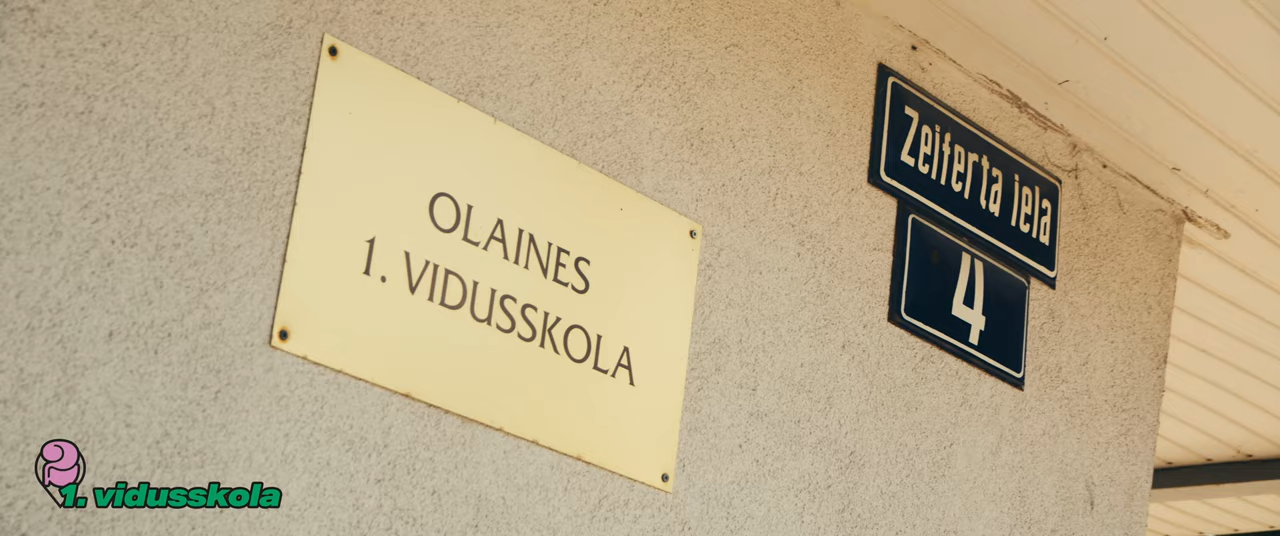 OLAINES
1. VIDUSSKOLA
Zeiferta iela
4
1. vidusskola